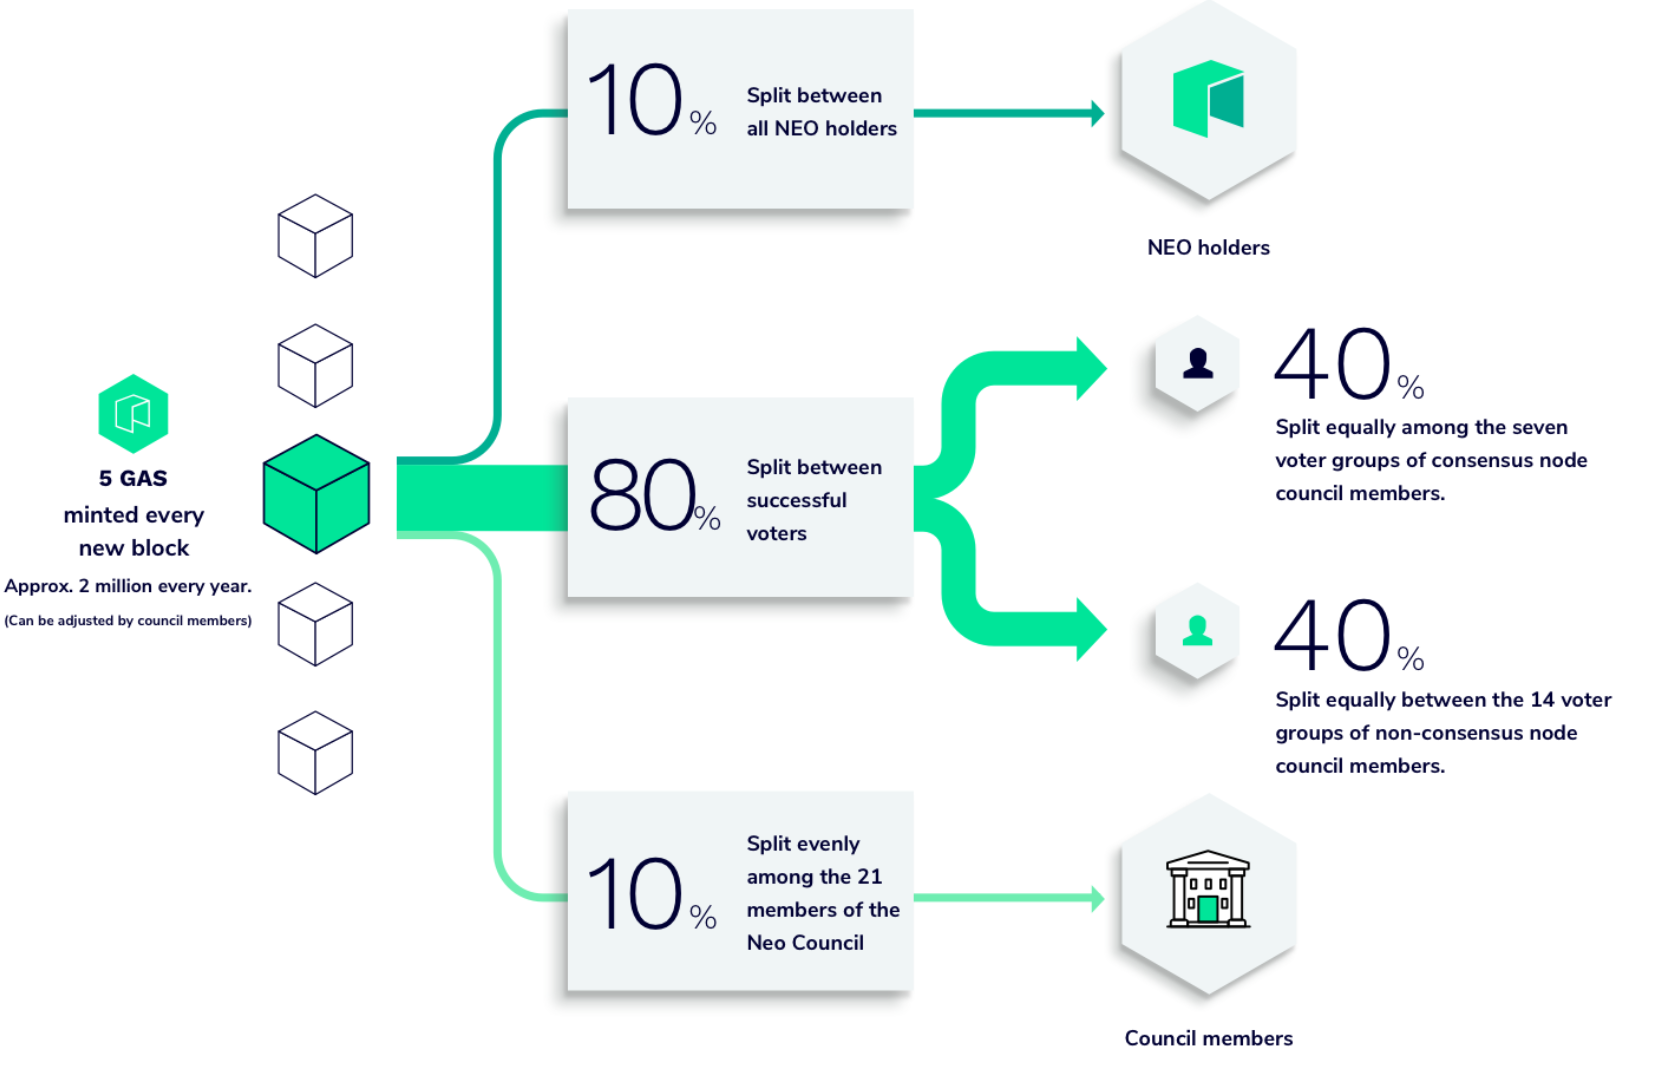 5 GAS
minted every
new block
Approx. 2 million every year.
(Can be adjusted by council members)
10%
Split between
all NEO holders
NEO holders
80%
Split between
successful
voters
40%
Split equally among the seven
voter groups of consensus node
council members.
40%
Split equally between the 14 voter
groups of non-consensus node
council members.
10%
Split evenly
among the 21
members of the
Neo Council
Council members